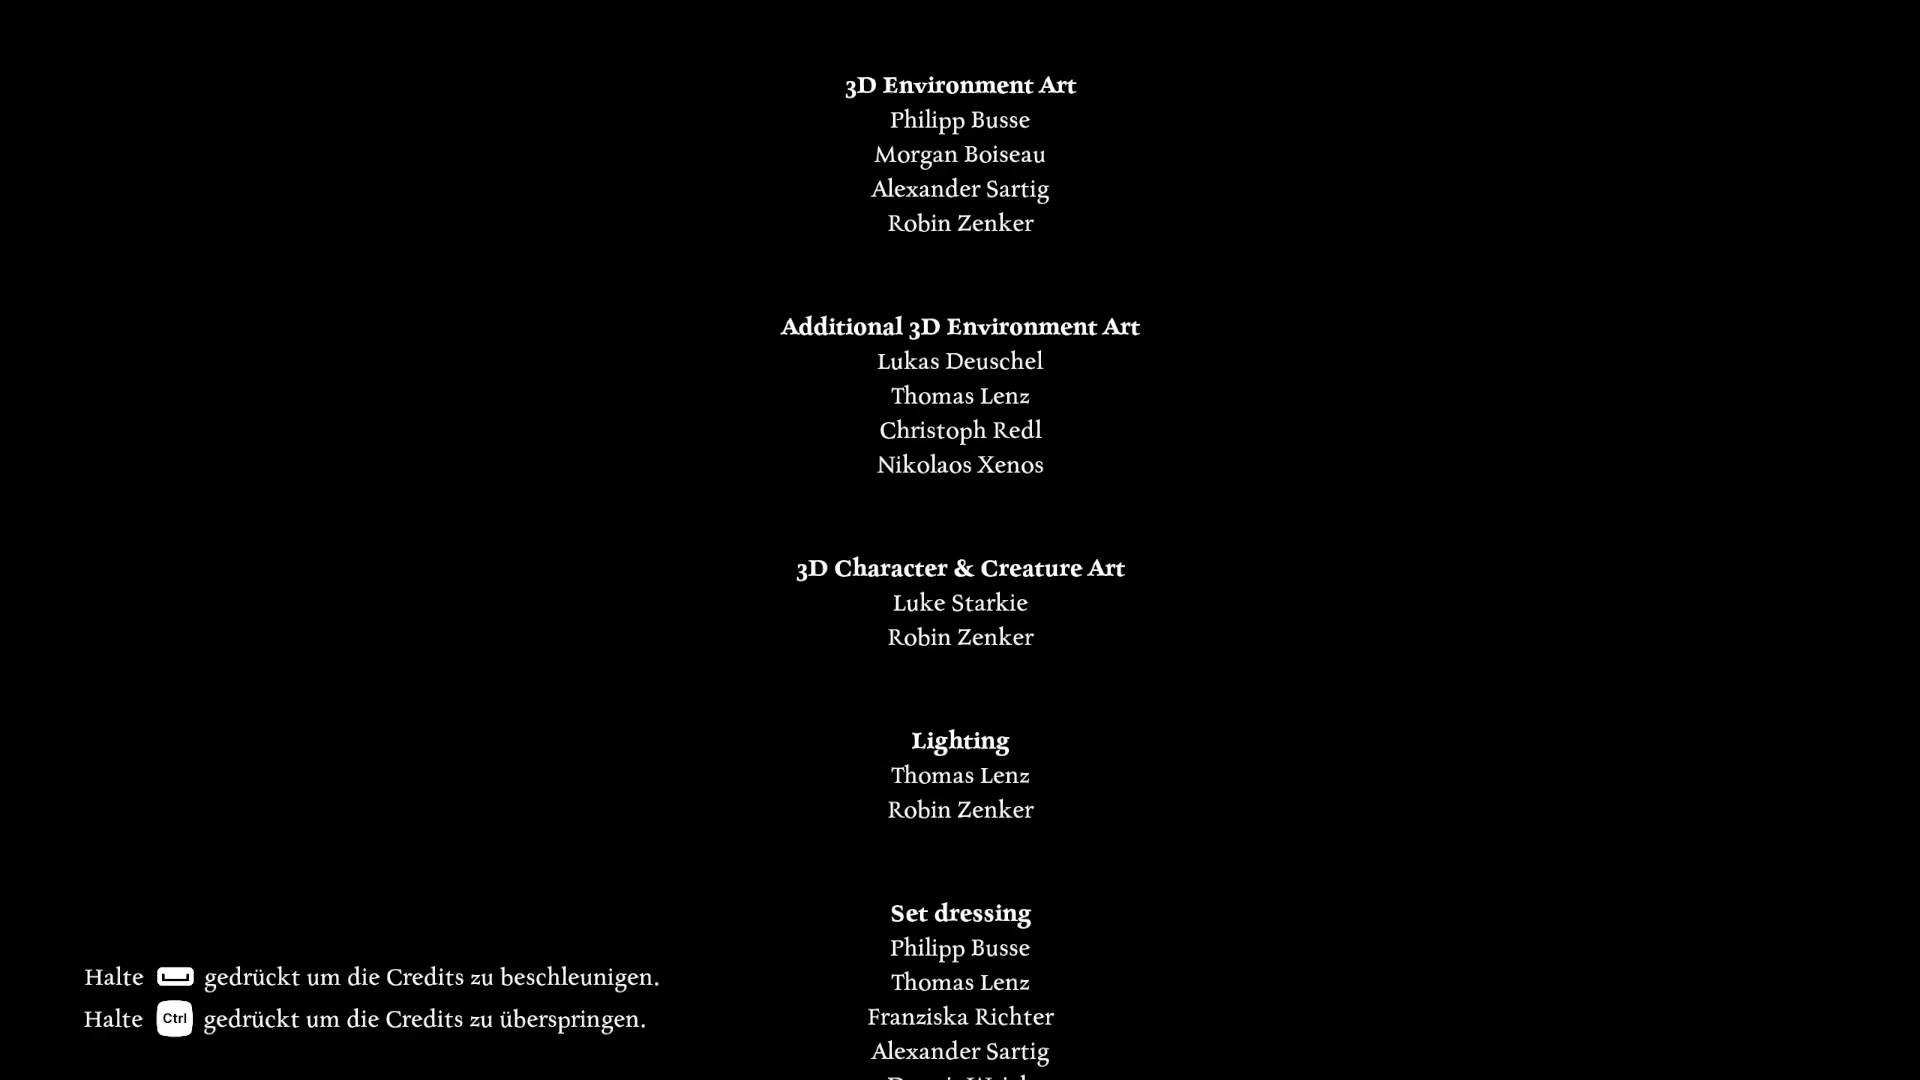 3D Environment Art
Philipp Busse
Morgan Boiseau
Alexander Sartig
Robin Zenker
Additional 3D Environment Art
Lukas Deuschel
Thomas Lenz
Christoph Redl
Nikolaos Xenos
3D Character & Creature Art
Luke Starkie
Robin Zenker
Lighting
Thomas Lenz
Robin Zenker
Set dressing
Philipp Busse
Thomas Lenz
Franziska Richter
Alexander Sartig
Halte gedrückt um die Credits zu beschleunigen.
Halte Ctrl gedrückt um die Credits zu überspringen.